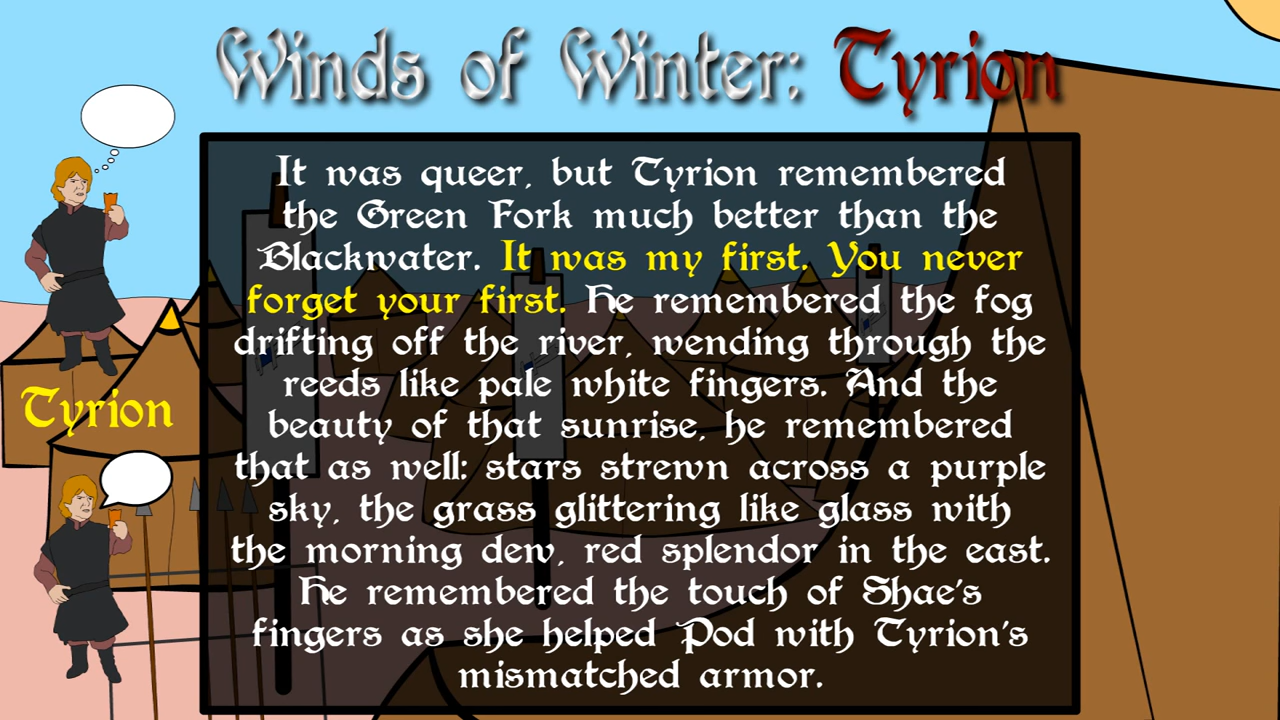 Winds of Winter: Tyrion
It was queer, but Tyrion remembered
the Green Fork much better than the
Blackwater. It was my first. You never
forget your first. He remembered the fog
drifting off the river, wending through the
reeds like pale white fingers. And the
beauty of that sunrise, he remembered
that as well: stars strewn across a purple
sky, the grass glittering like glass with
the morning dew, red splendor in the east.
He remembered the touch of Shae's
fingers as she helped Pod with Tyrion's
mismatched armor.
Tyrion